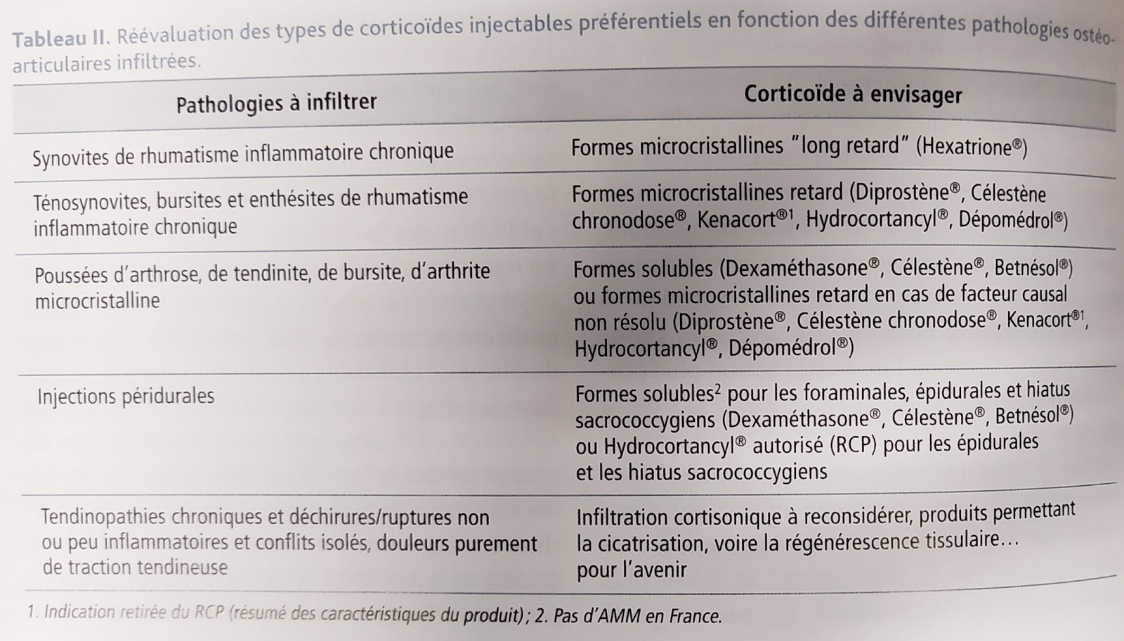 Tableau II. Réévaluation des types de corticoïdes injectables préférentiels en fonction des différentes pathologies ostéo-
articulaires infiltrées.
Pathologies à infiltrer
Corticoïde à envisager
Synovites de rhumatisme inflammatoire chronique
Formes microcristallines "long retard" (Hexatrione®)
Ténosynovites, bursites et enthésites de rhumatisme
inflammatoire chronique
Formes microcristallines retard (Diprostène®, Célestène
chronodose®, Kenacort®¹, Hydrocortancyl®, Dépomédrol®)
Poussées d'arthrose, de tendinite, de bursite, d'arthrite
microcristalline
Formes solubles (Dexaméthasone®, Célestène®, Betnésol®)
ou formes microcristallines retard en cas de facteur causal
non résolu (Diprostène®, Célestène chronodose®, Kenacort®¹,
Hydrocortancyl®, Dépomédrol®)
Injections péridurales
Formes solubles² pour les foraminales, épidurales et hiatus
sacrococcygiens (Dexaméthasone®, Célestène®, Betnésol®)
ou Hydrocortancyl® autorisé (RCP) pour les épidurales
et les hiatus sacrococcygiens
Tendinopathies chroniques et déchirures/ruptures non
ou peu inflammatoires et conflits isolés, douleurs purement
de traction tendineuse
Infiltration cortisonique à reconsidérer, produits permettant
la cicatrisation, voire la régénérescence tissulaire…
pour l'avenir
1. Indication retirée du RCP (résumé des caractéristiques du produit) ; 2. Pas d'AMM en France.